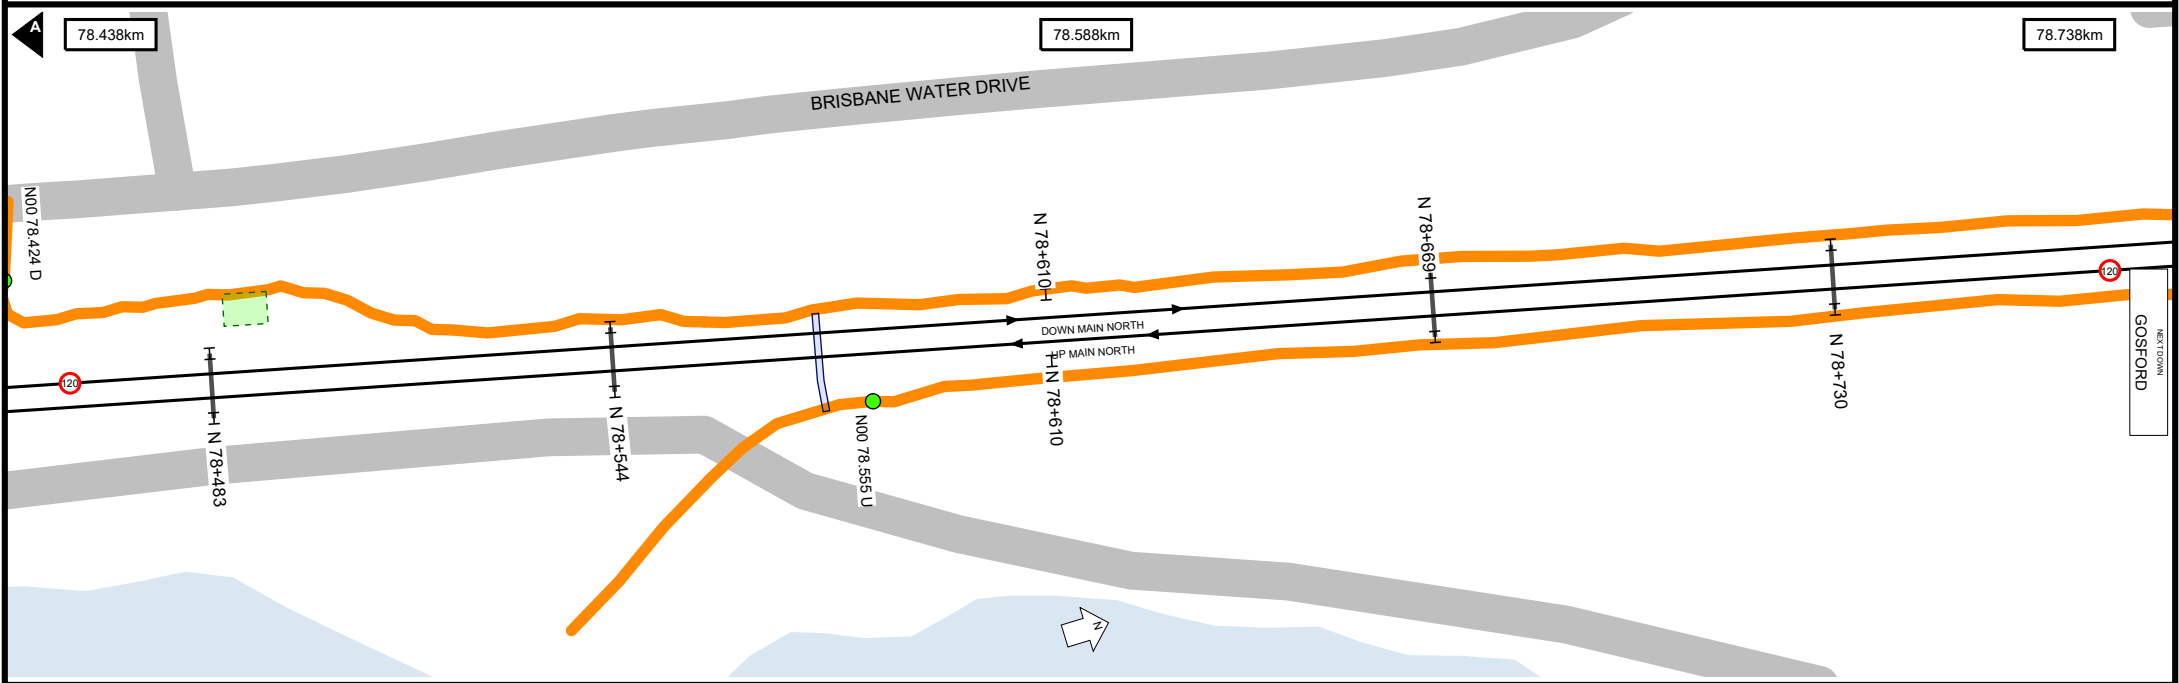 A
78.438km
78.588km
78.738km
BRISBANE WATER DRIVE
N00 78.424 D
N 78+610
N 78+669
120
DOWN MAIN NORTH
UP MAIN NORTH
120
N 78+483
N 78+544
N00 78.555 U
N 78+610
N 78+730
NEXT DOWN
GOSFORD
N